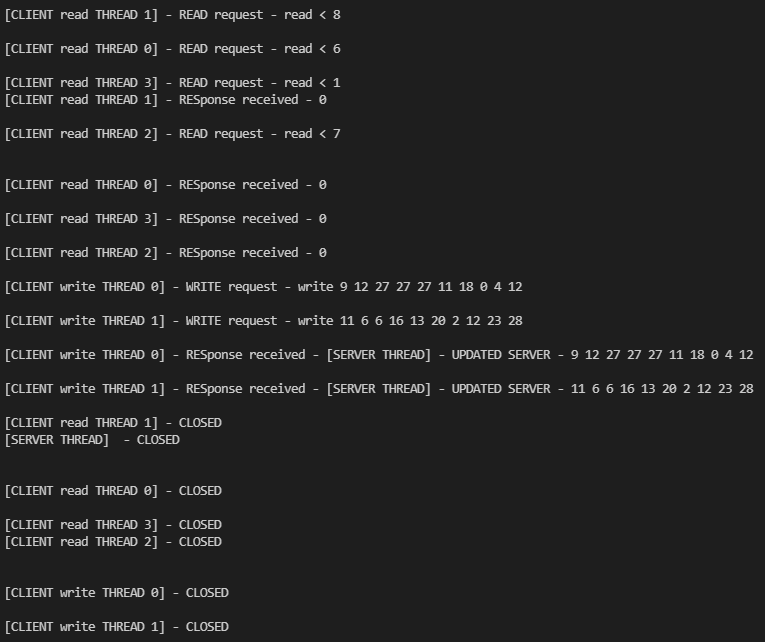 [CLIENT read THREAD 1] - READ request - read < 8
[CLIENT read THREAD 0] - READ request - read < 6
[CLIENT read THREAD 3] - READ request - read < 1
[CLIENT read THREAD 1] - RESponse received - 0
[CLIENT read THREAD 2] - READ request - read < 7
[CLIENT read THREAD 0] - RESponse received - 0
[CLIENT read THREAD 3] - RESponse received - 0
[CLIENT read THREAD 2] - RESponse received - 0
[CLIENT write THREAD 0] - WRITE request - write 9 12 27 27 27 11 18 0 4 12
[CLIENT write THREAD 1] - WRITE request - write 11 6 6 16 13 20 2 12 23 28
[CLIENT write THREAD 0] - RESponse received - [SERVER THREAD] - UPDATED SERVER - 9 12 27 27 27 11 18 0 4 12
[CLIENT write THREAD 1] - RESponse received - [SERVER THREAD] - UPDATED SERVER - 11 6 6 16 13 20 2 12 23 28
[CLIENT read THREAD 1] - CLOSED
[SERVER THREAD]  - CLOSED
[CLIENT read THREAD 0] - CLOSED
[CLIENT read THREAD 3] - CLOSED
[CLIENT read THREAD 2] - CLOSED
[CLIENT write THREAD 0] - CLOSED
[CLIENT write THREAD 1] - CLOSED